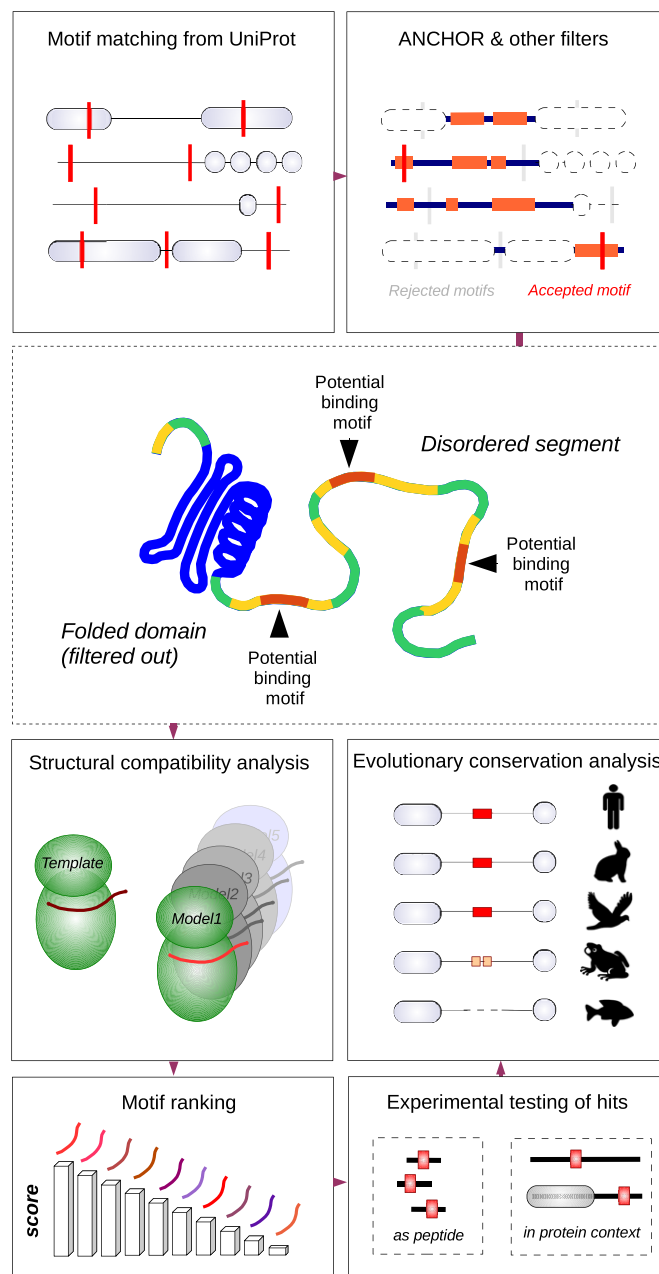 Motif matching from UniProt
ANCHOR & other filters
Rejected motifs
Accepted motif
Potential
binding
motif
Disordered segment
Potential
binding
motif
Folded domain
(filtered out)
Potential
binding
motif
Structural compatibility analysis
Template
Model1
Evolutionary conservation analysis
Motif ranking
score
Experimental testing of hits
as peptide
in protein context